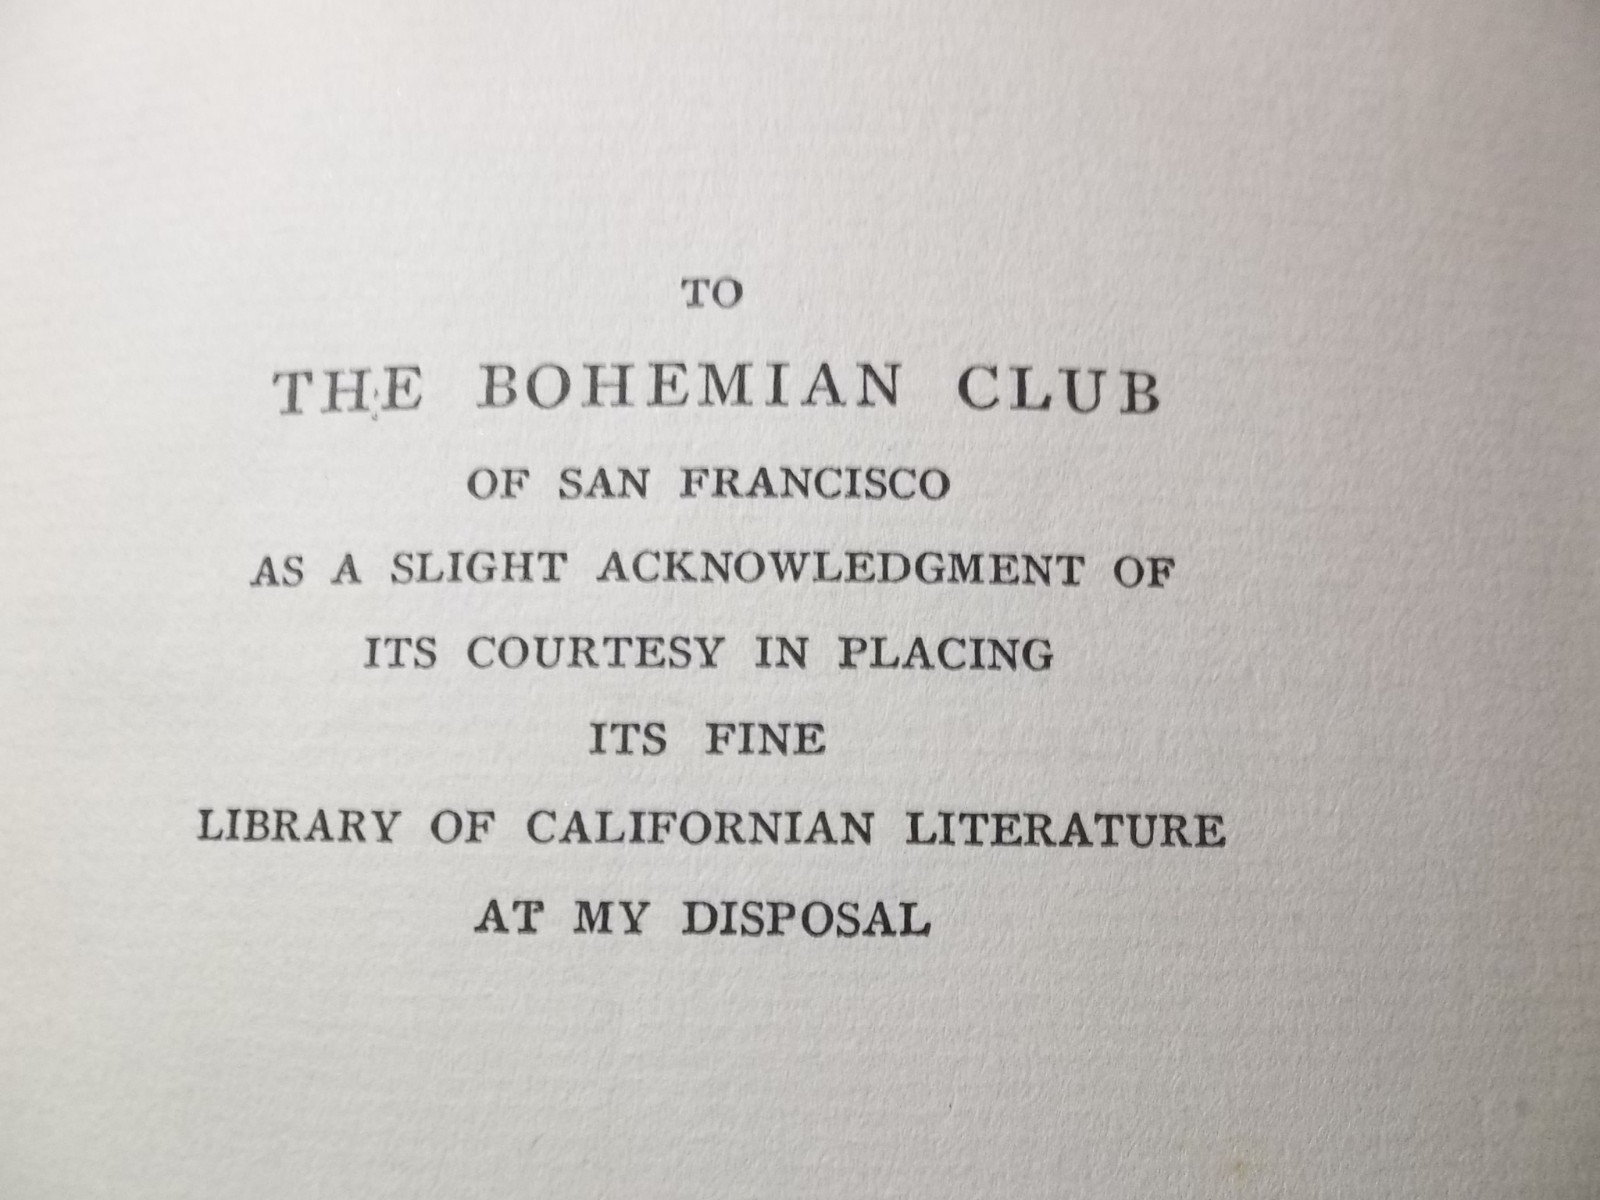 TO
THE BOHEMIAN CLUB
OF SAN FRANCISCO
AS A SLIGHT ACKNOWLEDGMENT OF
ITS COURTESY IN PLACING
ITS FINE
LIBRARY OF CALIFORNIAN LITERATURE
AT MY DISPOSAL